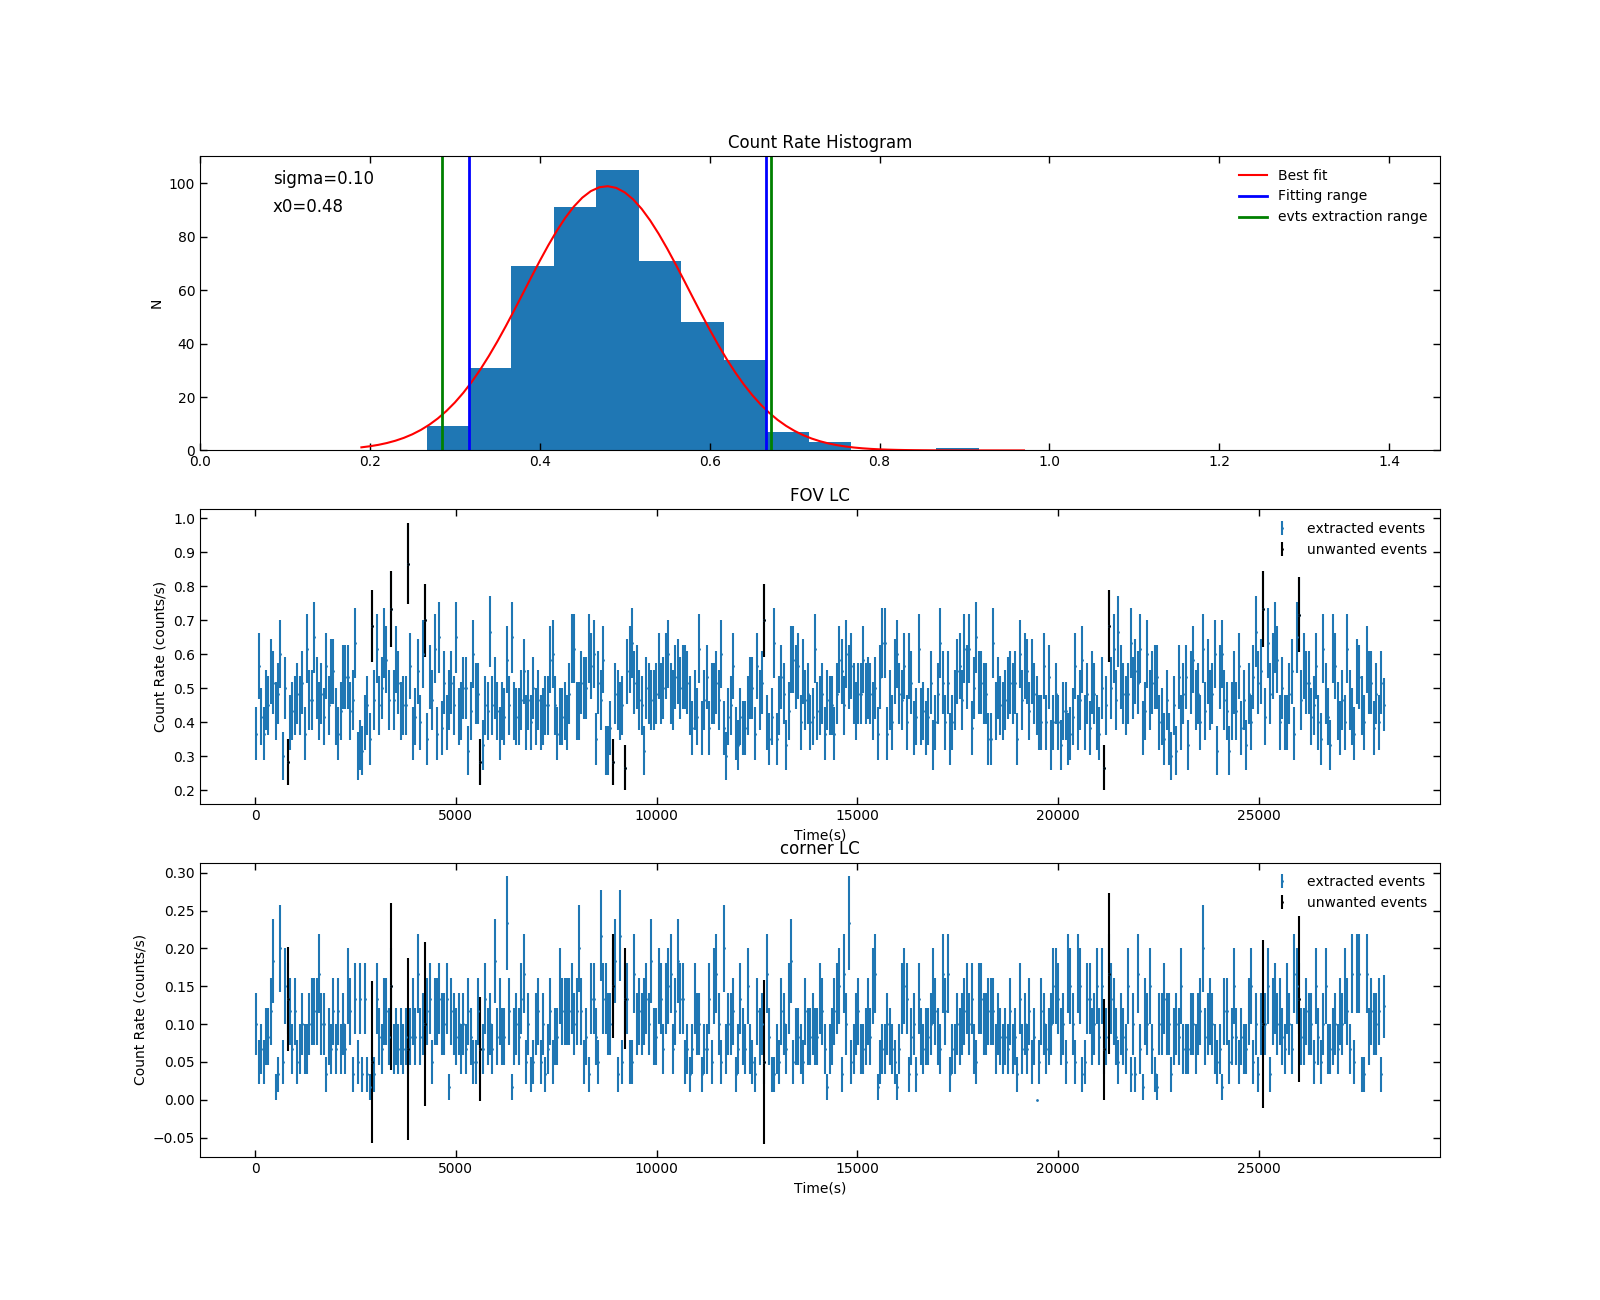 Count Rate Histogram
sigma=0.10
x0=0.48
Best fit
Fitting range
evts extraction range
N
100
80
60
40
20
0
0.0 0.2 0.4 0.6 0.8 1.0 1.2 1.4
FOV LC
extracted events
unwanted events
Count Rate (counts/s)
1.0
0.9
0.8
0.7
0.6
0.5
0.4
0.3
0.2
0 5000 10000 15000 20000 25000
Time(s)
corner LC
extracted events
unwanted events
Count Rate (counts/s)
0.30
0.25
0.20
0.15
0.10
0.05
0.00
−0.05
0 5000 10000 15000 20000 25000
Time(s)